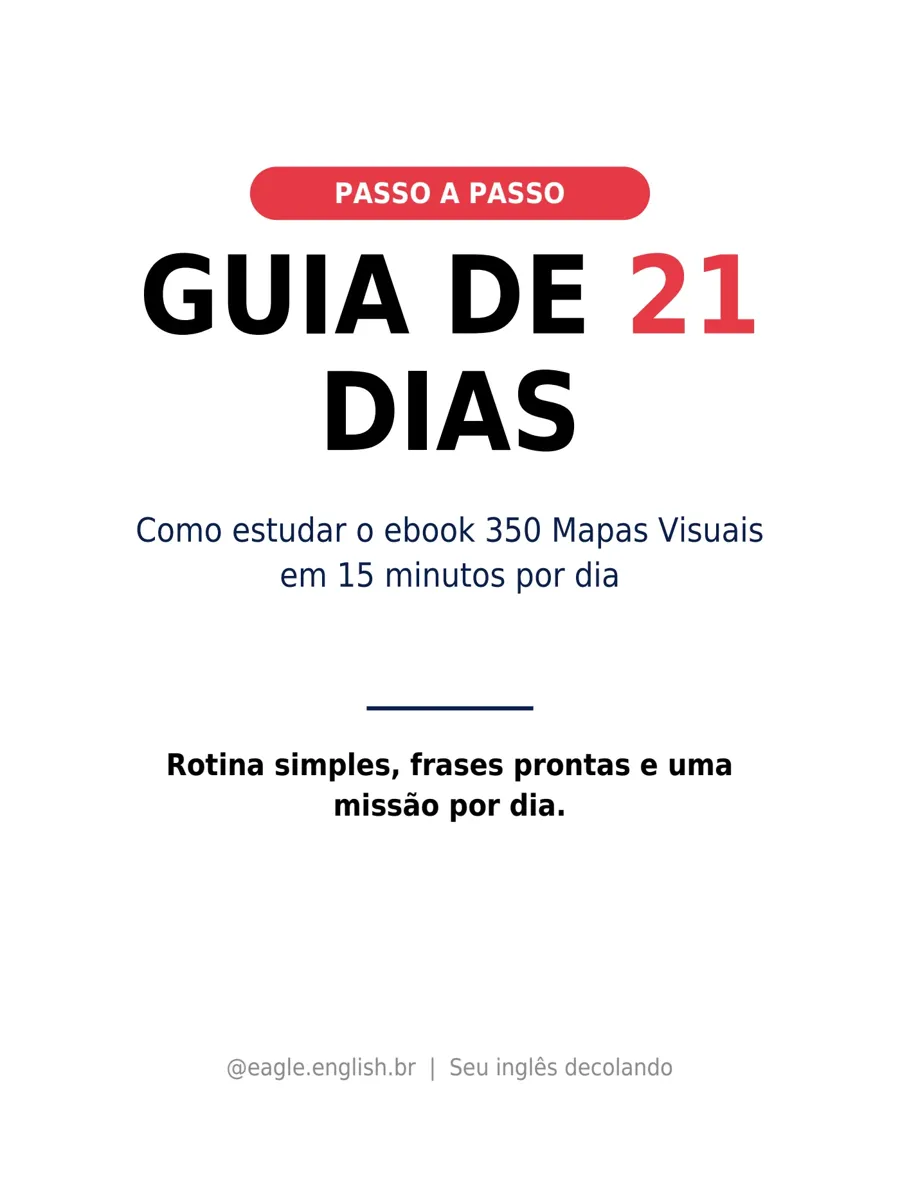 PASSO A PASSO
GUIA DE 21
DIAS
Como estudar o ebook 350 Mapas Visuais
em 15 minutos por dia
Rotina simples, frases prontas e uma
missão por dia.
@eagle.english.br | Seu inglês decolando